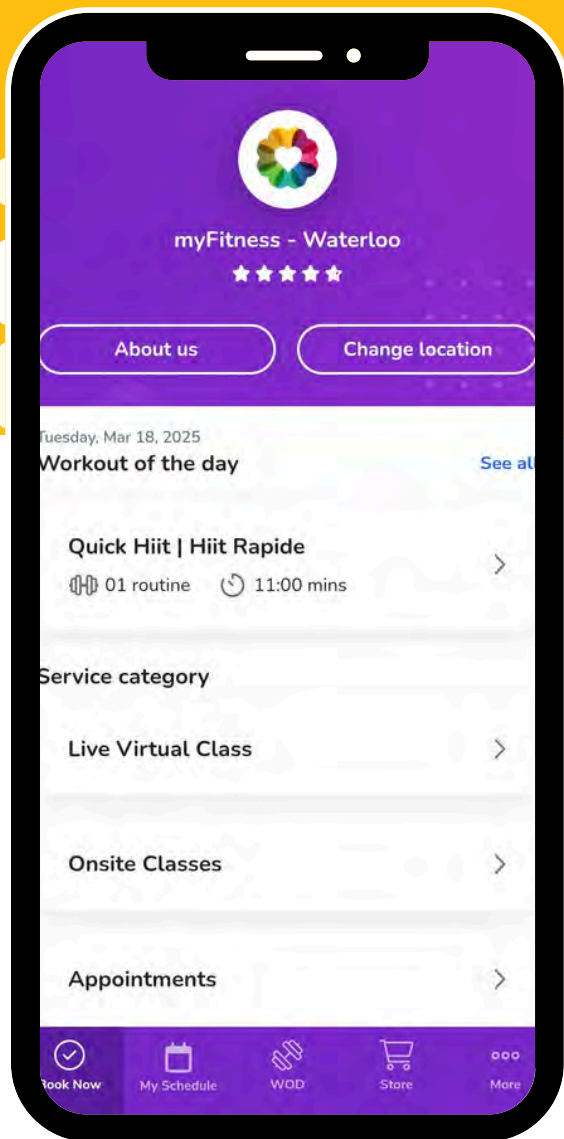 myFitness - Waterloo
About us
Change location
Tuesday, Mar 18, 2025
Workout of the day
See all
Quick Hiit | Hiit Rapide
01 routine 11:00 mins
Service category
Live Virtual Class
Onsite Classes
Appointments
Book Now
My Schedule
WOD
Store
More